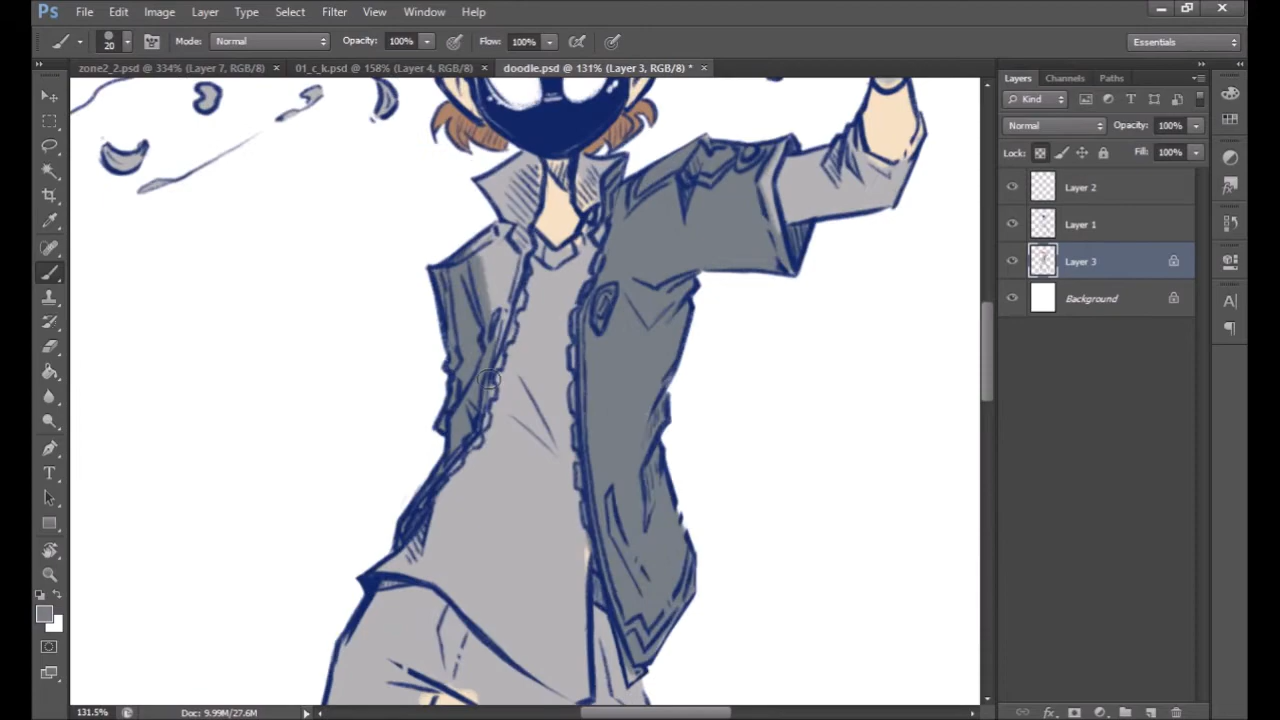 Ps File Edit Image Layer Type Select Filter View Window Help
20 Mode: Normal Opacity: 100% Flow: 100% Essentials
zone2_2.psd @ 334% (Layer 7, RGB/8) × 01_c_k.psd @ 158% (Layer 4, RGB/8) × doodle.psd @ 131% (Layer 3, RGB/8) * ×
Layers Channels Paths
Kind
Normal Opacity: 100%
Lock: Fill: 100%
Layer 2
Layer 1
Layer 3
Background
131.5% Doc: 9.99M/27.6M